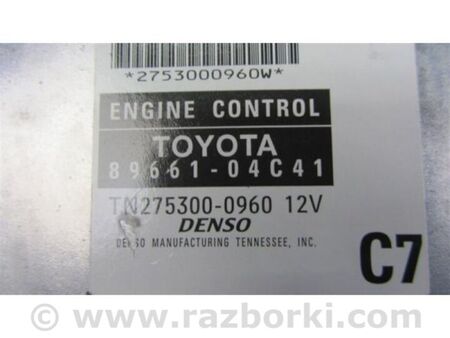 *2753000960W*
ENGINE CONTROL
TOYOTA
89661-04C41
TN275300-0960 12V
DENSO
DENSO MANUFACTURING TENNESSEE, INC.
C7
www.razborki.com